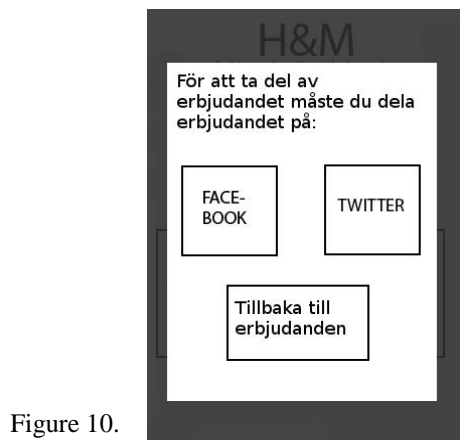 H&M
För att ta del av
erbjudandet måste du dela
erbjudandet på:
FACE-
BOOK
TWITTER
Tillbaka till
erbjudanden
Figure 10.